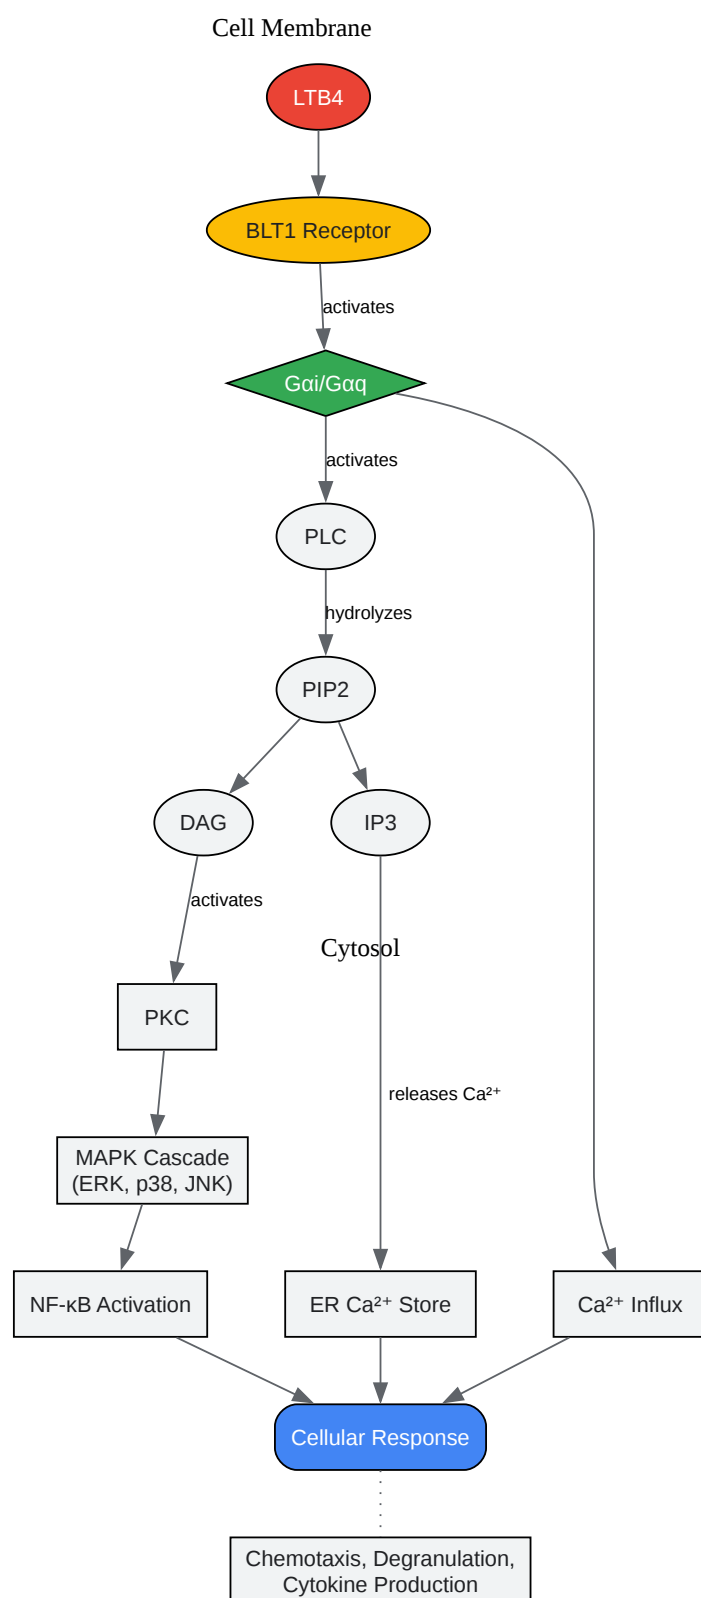 Cell Membrane
LTB4
BLT1 Receptor
activates
Gαi/Gαq
activates
PLC
hydrolyzes
PIP2
DAG
IP3
activates
Cytosol
PKC
releases Ca²⁺
MAPK Cascade
(ERK, p38, JNK)
NF-κB Activation
ER Ca²⁺ Store
Ca²⁺ Influx
Cellular Response
Chemotaxis, Degranulation,
Cytokine Production